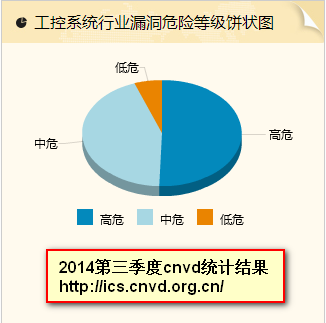 工控系统行业漏洞危险等级饼状图
低危
高危
中危
高危 中危 低危
2014第三季度cnvd统计结果
http://ics.cnvd.org.cn/